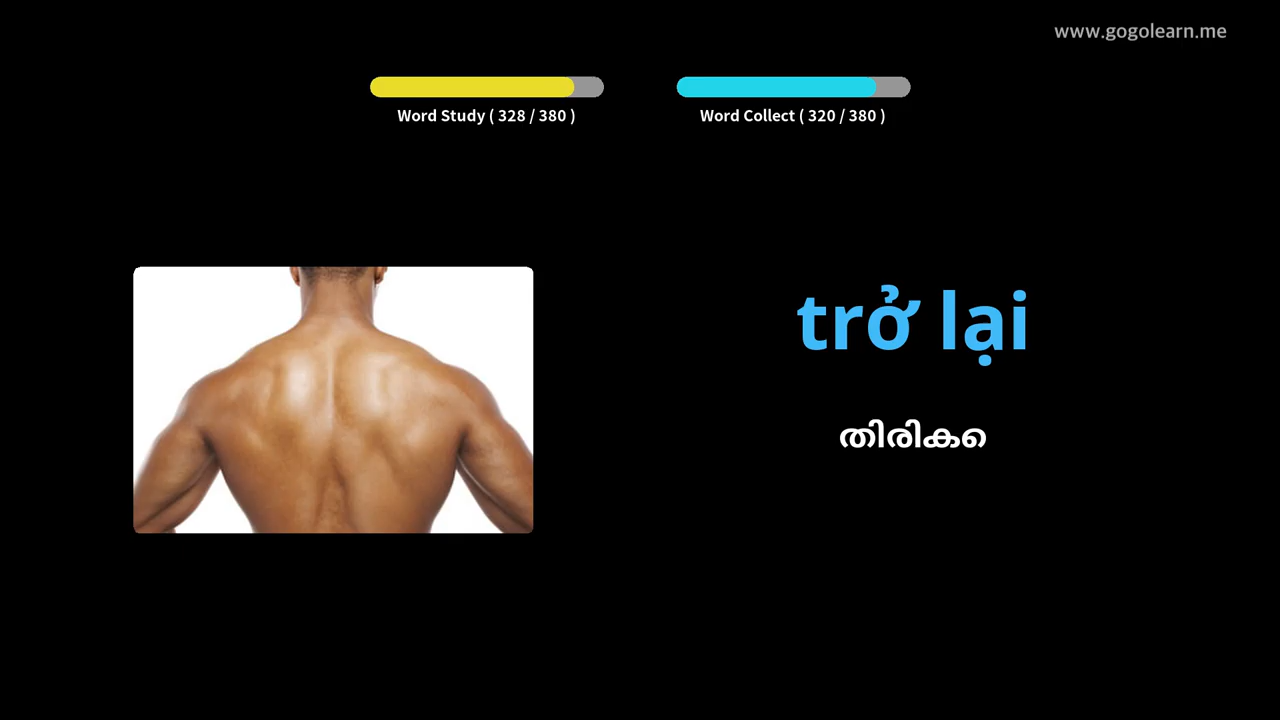 www.gogolearn.me
Word Study ( 328 / 380 )
Word Collect ( 320 / 380 )
trở lại
തിരികെ